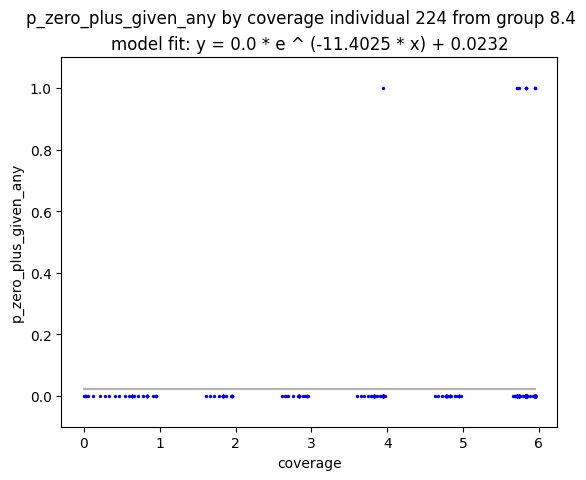 p_zero_plus_given_any by coverage individual 224 from group 8.4
model fit: y = 0.0 * e ^ (-11.4025 * x) + 0.0232
p_zero_plus_given_any
1.0
0.8
0.6
0.4
0.2
0.0
0 1 2 3 4 5 6
coverage